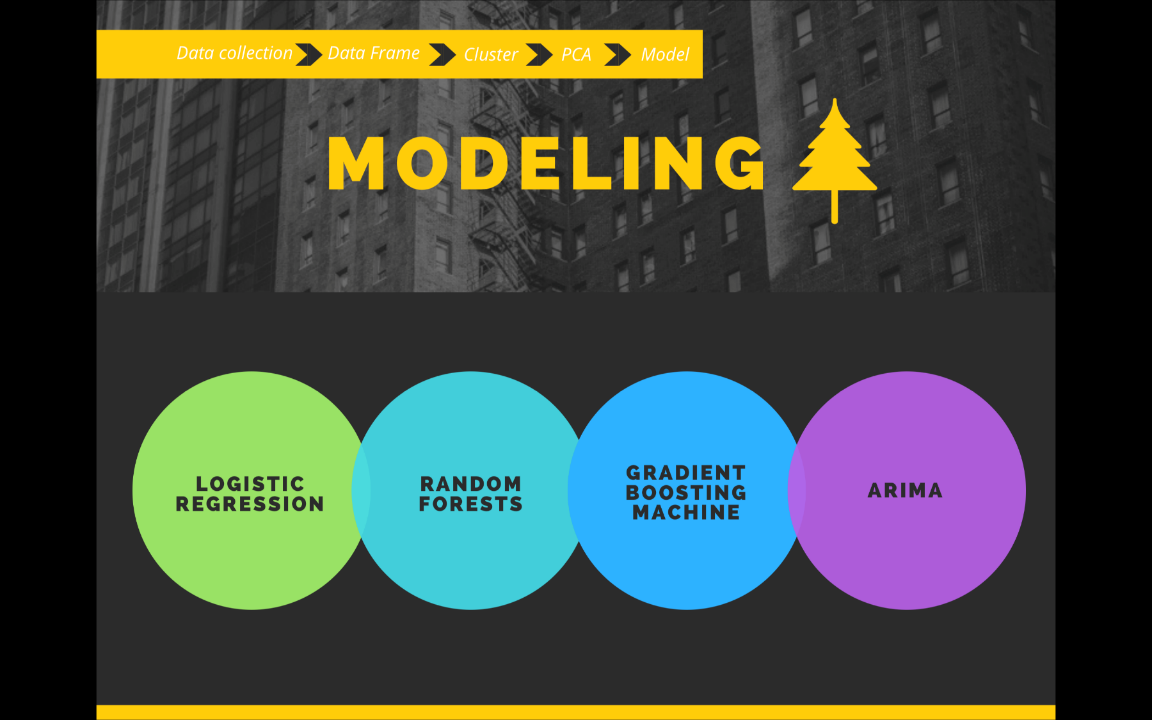 Data collection Data Frame Cluster PCA Model
MODELING
LOGISTIC
REGRESSION
RANDOM
FORESTS
GRADIENT
BOOSTING
MACHINE
ARIMA